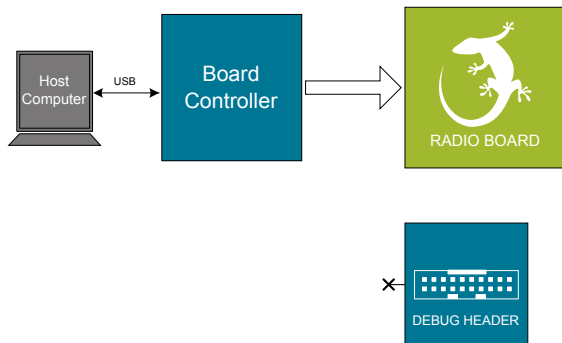 Host
Computer
USB
Board
Controller
RADIO BOARD
DEBUG HEADER